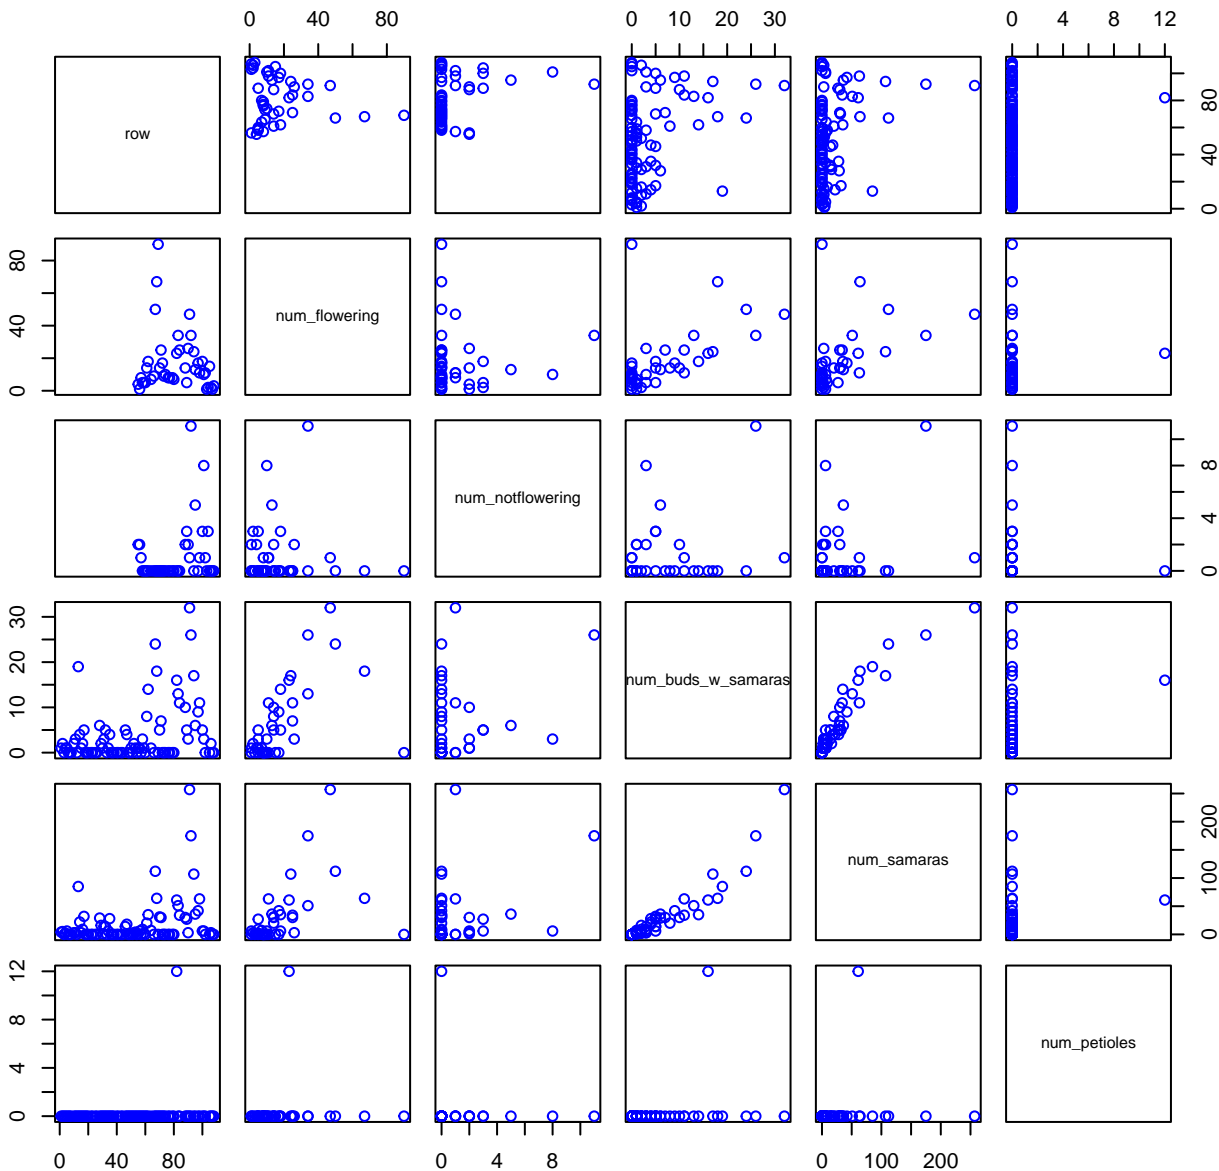 0 40 80 0 10 20 30 0 4 8 12
row
0 40 80
num_flowering
0 40 80
num_notflowering
0 4 8
num_buds_w_samaras
0 10 20 30
num_samaras
0 100 200
num_petioles
0 4 8 12
0 40 80 0 4 8 0 100 200